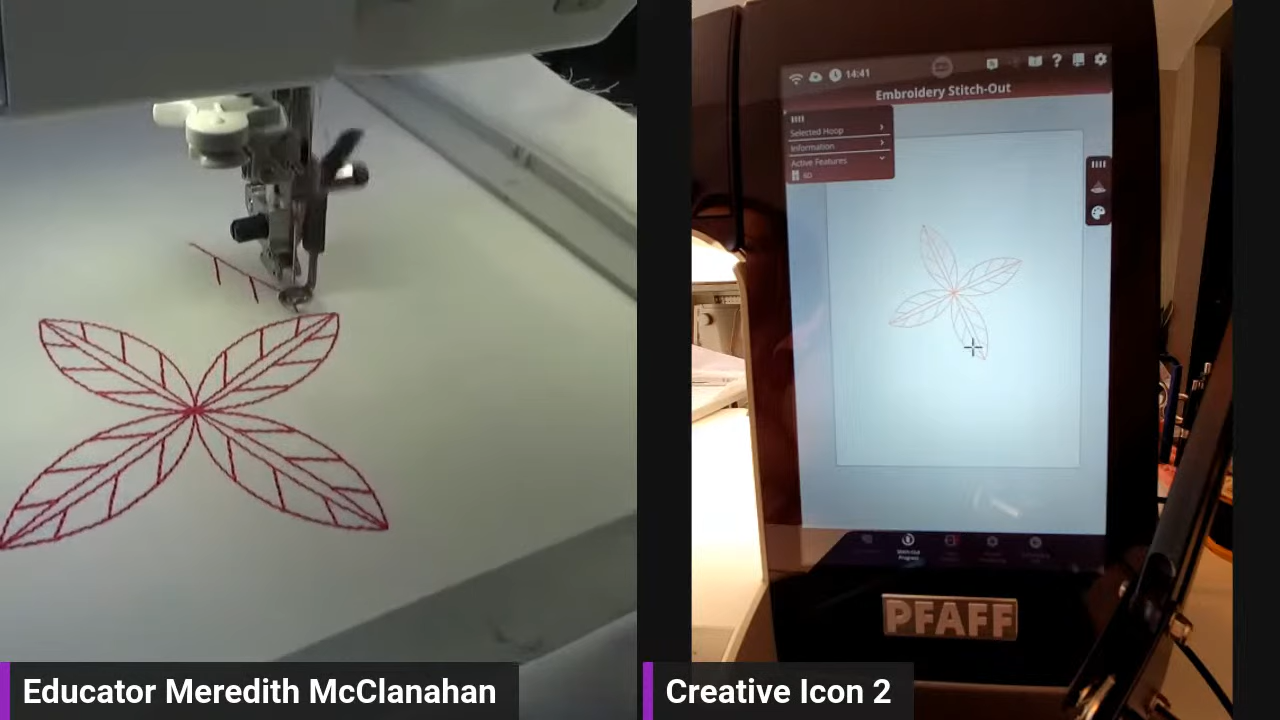 14:41
Embroidery Stitch-Out
Selected Hoop
Information
Active Features
PFAFF
Educator Meredith McClanahan
Creative Icon 2